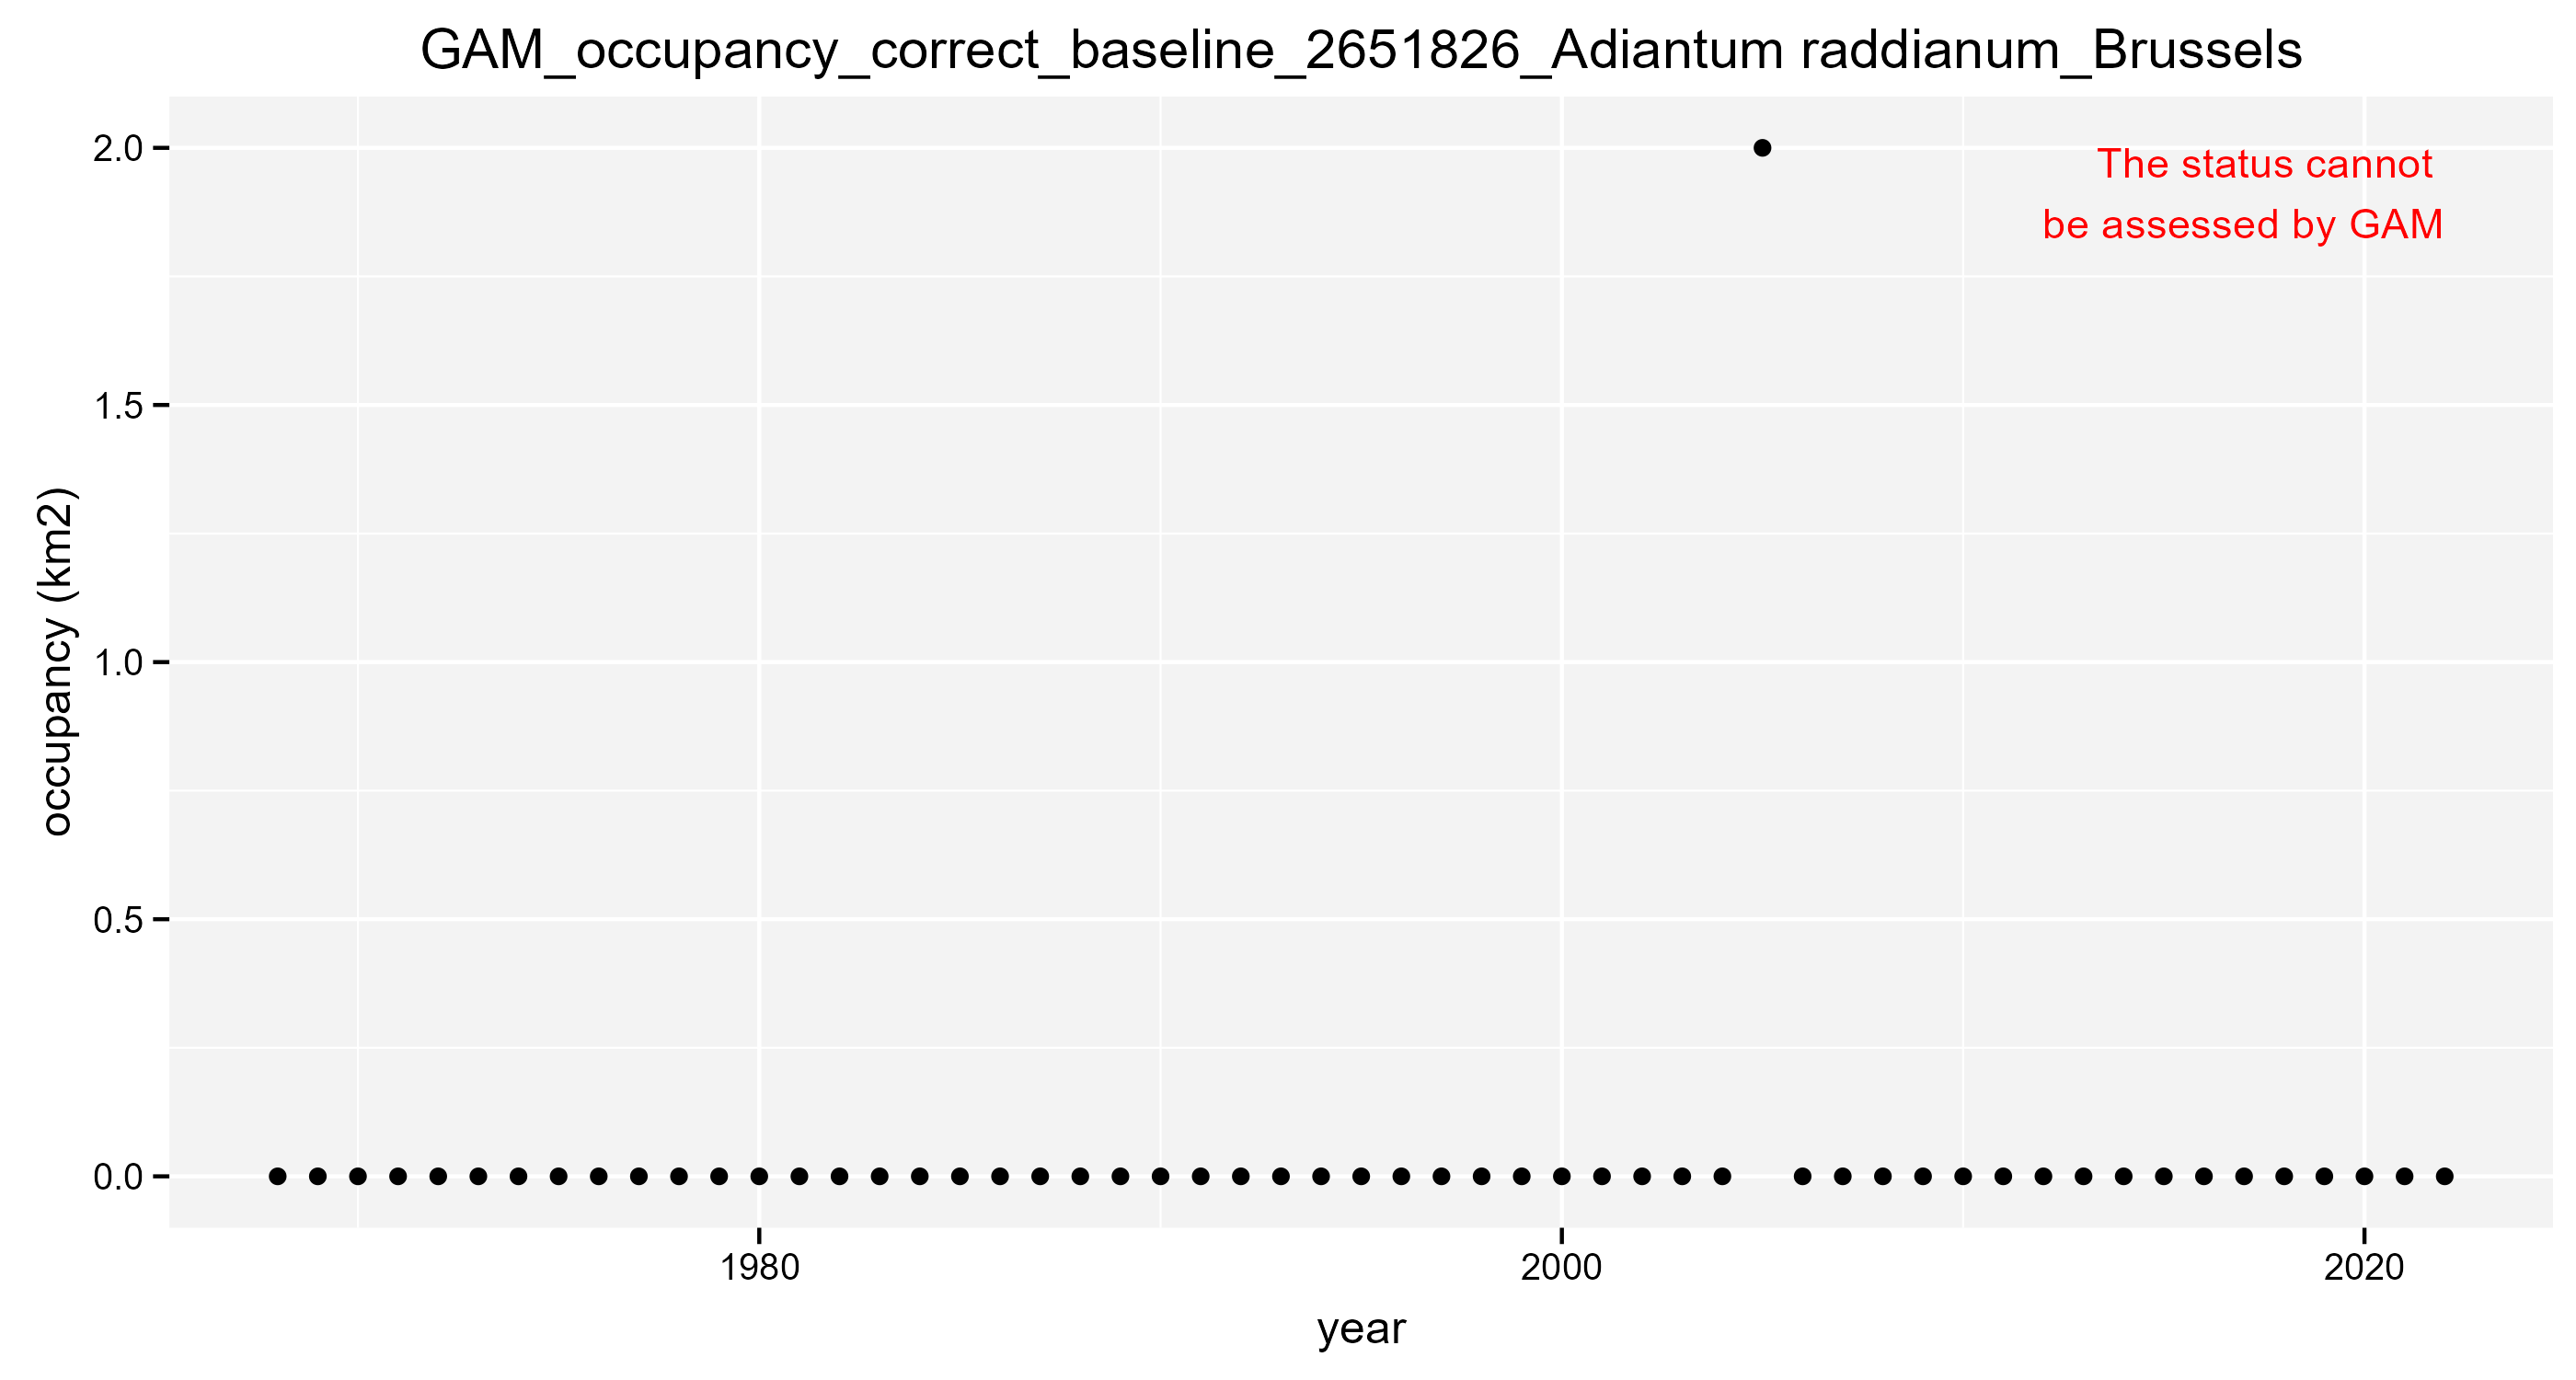 GAM_occupancy_correct_baseline_2651826_Adiantum raddianum_Brussels
The status cannot
be assessed by GAM
2.0
1.5
1.0
0.5
0.0
occupancy (km2)
1980
2000
2020
year